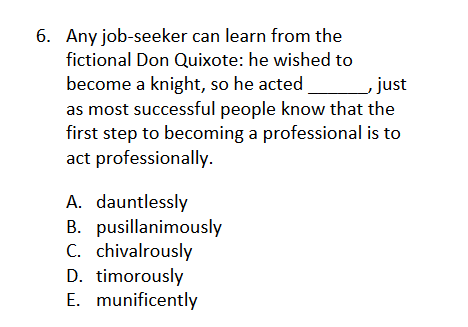 6. Any job-seeker can learn from the
fictional Don Quixote: he wished to
become a knight, so he acted ______, just
as most successful people know that the
first step to becoming a professional is to
act professionally.
A. dauntlessly
B. pusillanimously
C. chivalrously
D. timorously
E. munificently